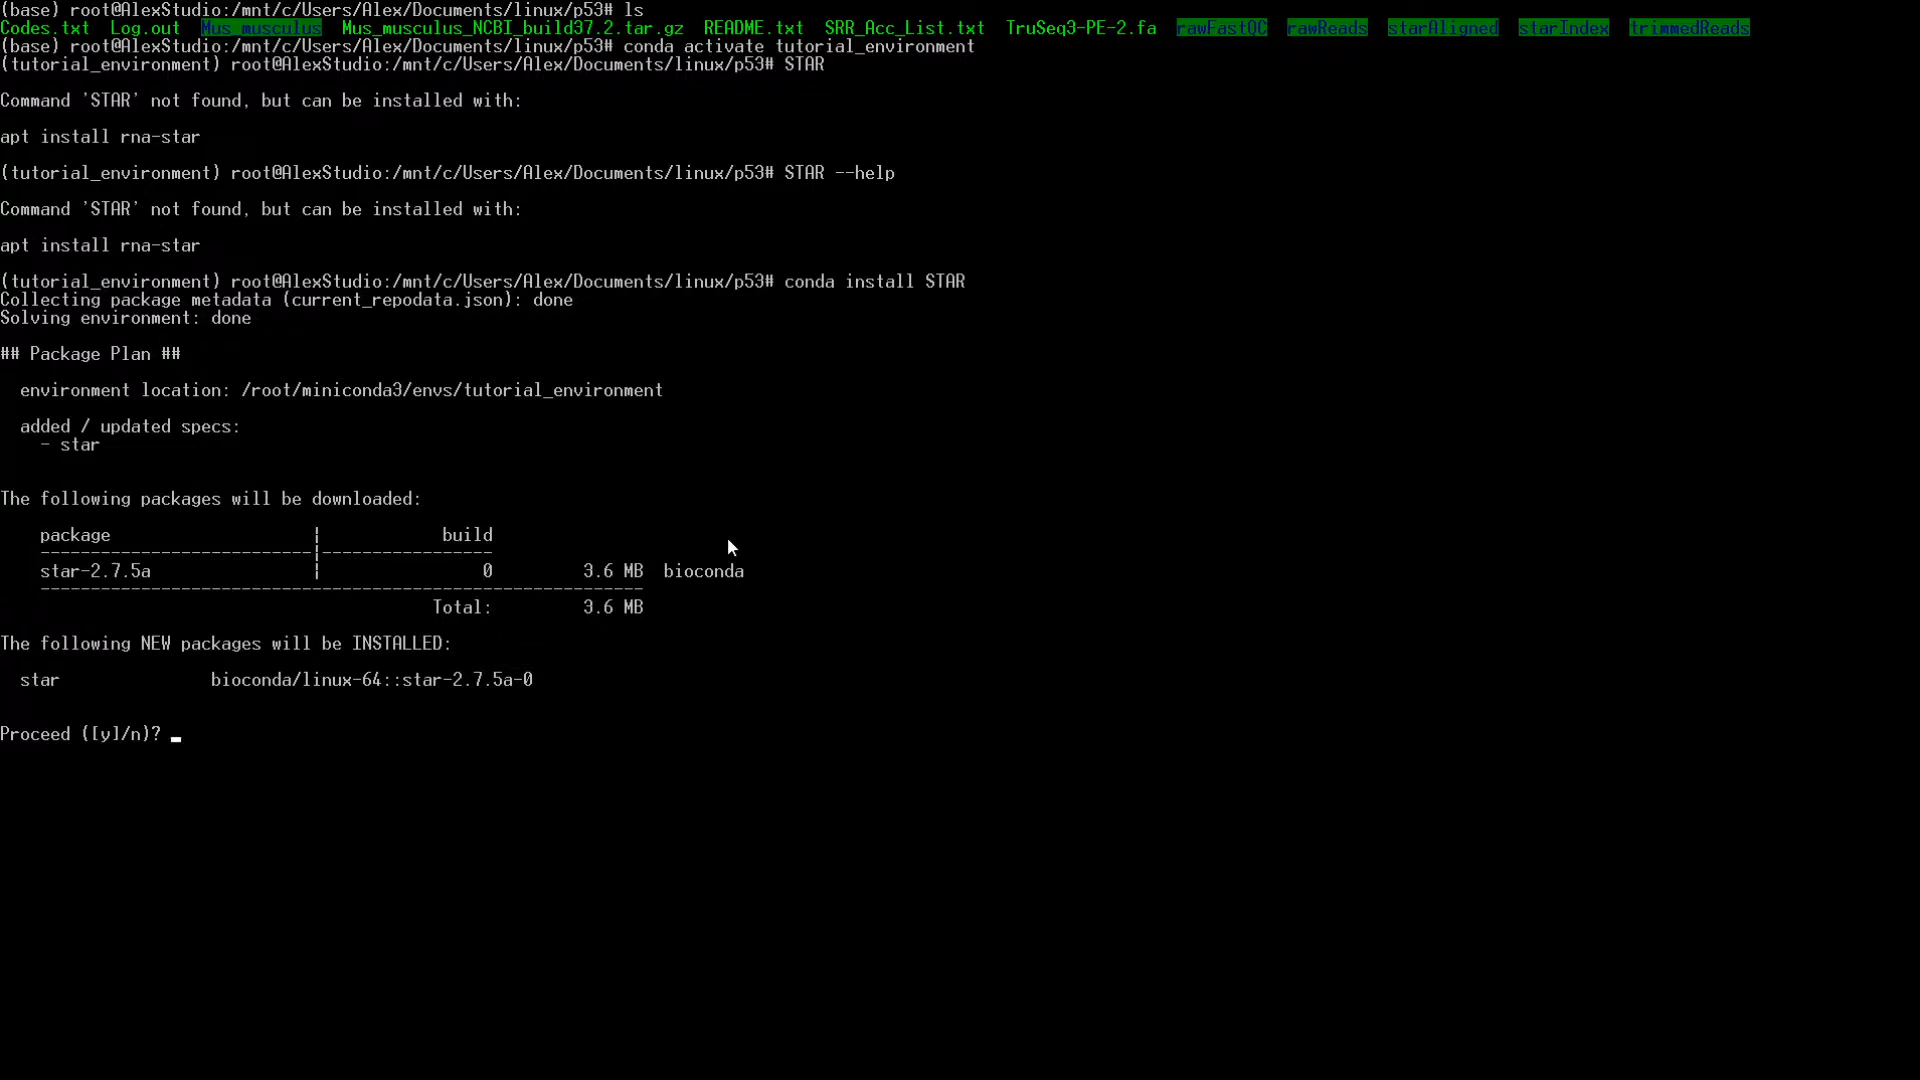 (base) root@AlexStudio:/mnt/c/Users/Alex/Documents/linux/p53# ls
Codes.txt  Log.out  Mus_musculus  Mus_musculus_NCBI_build37.2.tar.gz  README.txt  SRR_Acc_List.txt  TruSeq3-PE-2.fa  rawFastQC  rawReads  starAligned  starIndex  trimmedReads
(base) root@AlexStudio:/mnt/c/Users/Alex/Documents/linux/p53# conda activate tutorial_environment
(tutorial_environment) root@AlexStudio:/mnt/c/Users/Alex/Documents/linux/p53# STAR
Command 'STAR' not found, but can be installed with:
apt install rna-star
(tutorial_environment) root@AlexStudio:/mnt/c/Users/Alex/Documents/linux/p53# STAR --help
Command 'STAR' not found, but can be installed with:
apt install rna-star
(tutorial_environment) root@AlexStudio:/mnt/c/Users/Alex/Documents/linux/p53# conda install STAR
Collecting package metadata (current_repodata.json): done
Solving environment: done
## Package Plan ##
environment location: /root/miniconda3/envs/tutorial_environment
added / updated specs:
- star
The following packages will be downloaded:
package | build
---------------------------|-----------------
star-2.7.5a | 0 3.6 MB bioconda
------------------------------------------------------------
Total: 3.6 MB
The following NEW packages will be INSTALLED:
star bioconda/linux-64::star-2.7.5a-0
Proceed ([y]/n)? _